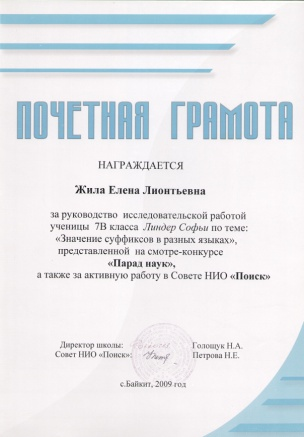 ПОЧЕТНАЯ ГРАМОТА
НАГРАЖДАЕТСЯ
Жила Елена Лионтьевна
за руководство исследовательской работой
ученицы 7В класса Линдер Софьи по теме:
«Значение суффиксов в разных языках»,
представленной на смотре-конкурсе
«Парад наук»,
а также за активную работу в Совете НИО «Поиск»
Директор школы: Голощук Н.А.
Совет НИО «Поиск»: Петрова Н.Е.
с.Байкит, 2009 год